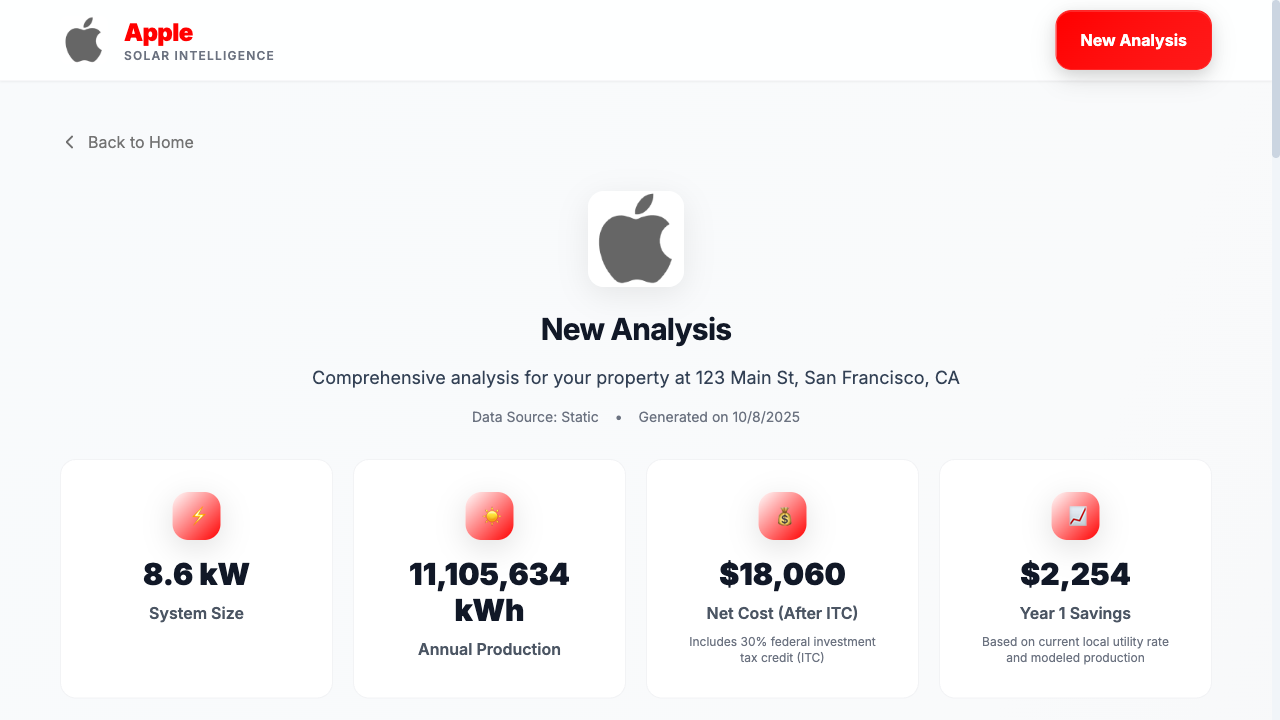 Apple
SOLAR INTELLIGENCE
New Analysis
Back to Home
New Analysis
Comprehensive analysis for your property at 123 Main St, San Francisco, CA
Data Source: Static • Generated on 10/8/2025
8.6 kW
System Size
11,105,634
kWh
Annual Production
$18,060
Net Cost (After ITC)
Includes 30% federal investment
tax credit (ITC)
$2,254
Year 1 Savings
Based on current local utility rate
and modeled production